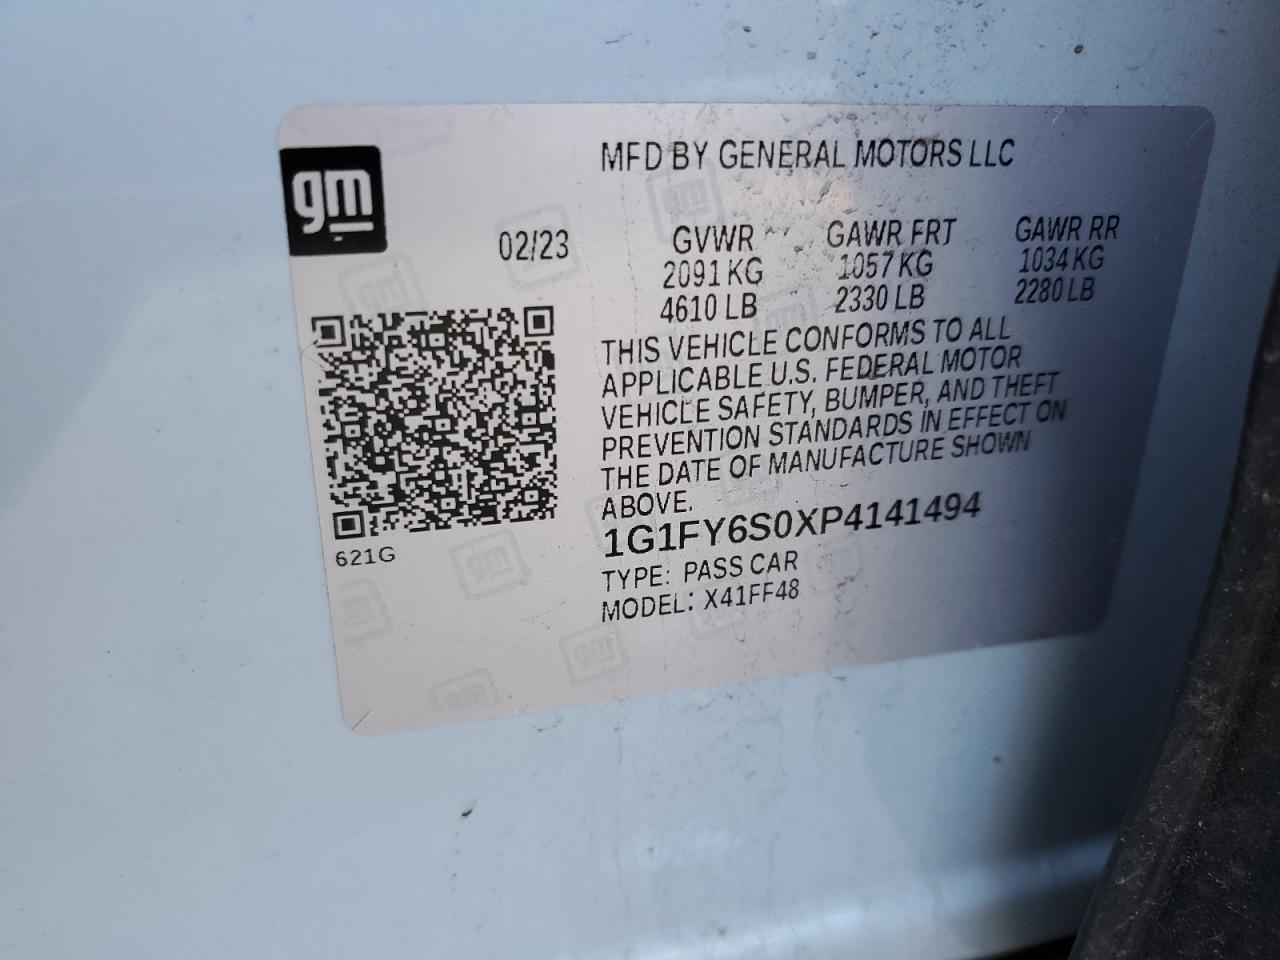 gm
MFD BY GENERAL MOTORS LLC
02/23
GVWR GAWR FRT GAWR RR
2091 KG 1057 KG 1034 KG
4610 LB 2330 LB 2280 LB
THIS VEHICLE CONFORMS TO ALL
APPLICABLE U.S. FEDERAL MOTOR
VEHICLE SAFETY, BUMPER, AND THEFT
PREVENTION STANDARDS IN EFFECT ON
THE DATE OF MANUFACTURE SHOWN
ABOVE.
1G1FY6S0XP4141494
TYPE: PASS CAR
MODEL: X41FF48
621G